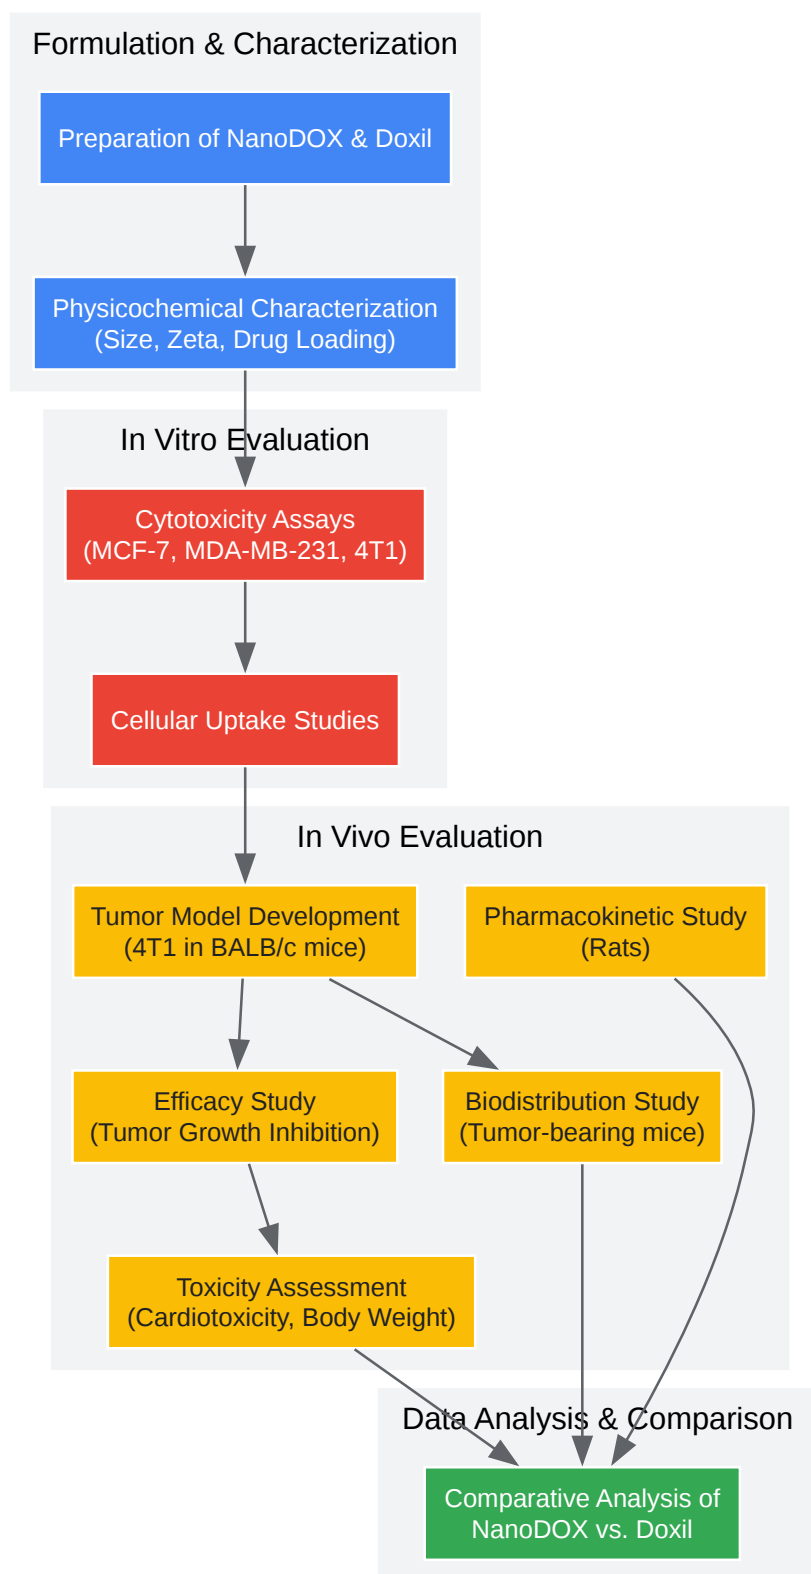 Formulation & Characterization
Preparation of NanoDOX & Doxil
Physicochemical Characterization
(Size, Zeta, Drug Loading)
In Vitro Evaluation
Cytotoxicity Assays
(MCF-7, MDA-MB-231, 4T1)
Cellular Uptake Studies
In Vivo Evaluation
Tumor Model Development
(4T1 in BALB/c mice)
Pharmacokinetic Study
(Rats)
Efficacy Study
(Tumor Growth Inhibition)
Biodistribution Study
(Tumor-bearing mice)
Toxicity Assessment
(Cardiotoxicity, Body Weight)
Data Analysis & Comparison
Comparative Analysis of
NanoDOX vs. Doxil